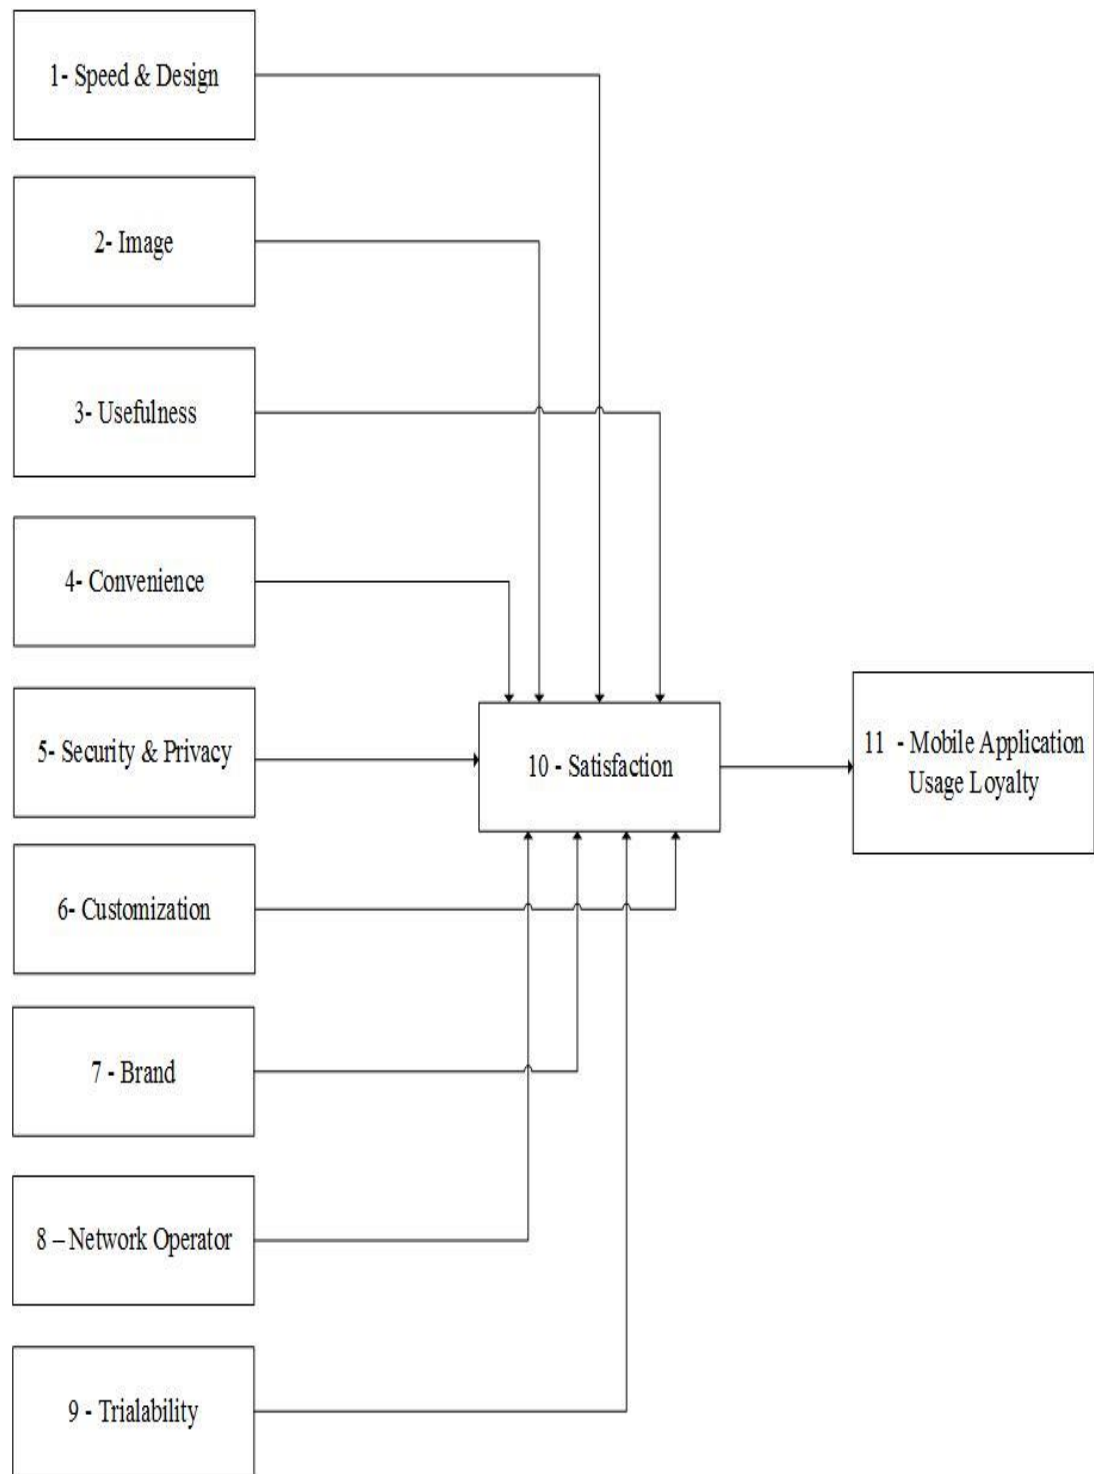 1- Speed & Design
2- Image
3- Usefulness
4- Convenience
5- Security & Privacy
6- Customization
7 - Brand
8 – Network Operator
9 - Trialability
10 - Satisfaction
11 - Mobile Application
Usage Loyalty